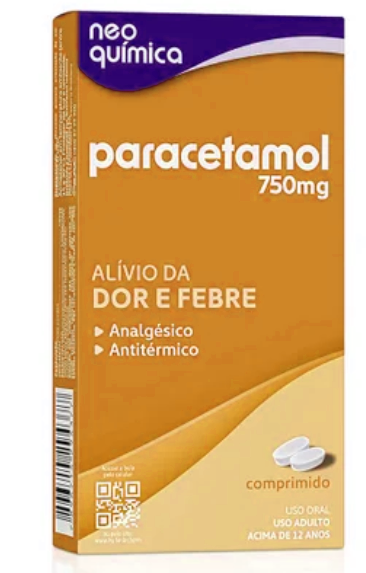 neo
química
paracetamol
750mg
ALÍVIO DA
DOR E FEBRE
Analgésico
Antitérmico
comprimido
USO ORAL
USO ADULTO
ACIMA DE 12 ANOS